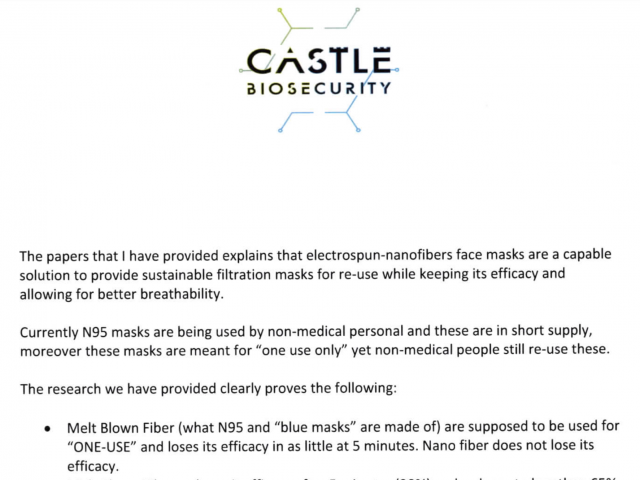 CASTLE
BIOSECURITY
The papers that I have provided explains that electrospun-nanofibers face masks are a capable
solution to provide sustainable filtration masks for re-use while keeping its efficacy and
allowing for better breathability.
Currently N95 masks are being used by non-medical personal and these are in short supply,
moreover these masks are meant for “one use only” yet non-medical people still re-use these.
The research we have provided clearly proves the following:
• Melt Blown Fiber (what N95 and “blue masks” are made of) are supposed to be used for
“ONE-USE” and loses its efficacy in as little at 5 minutes. Nano fiber does not lose its
efficacy.